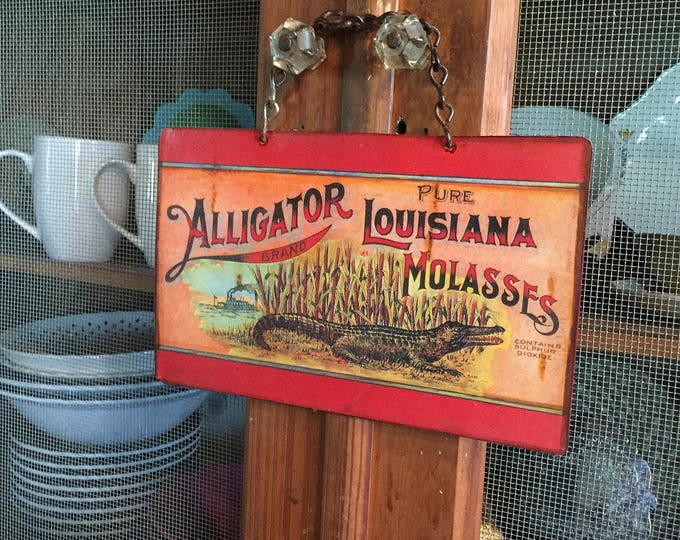 ALLIGATOR
BRAND
PURE
LOUISIANA
MOLASSES
CONTAINS
SULPHUR
DIOXIDE